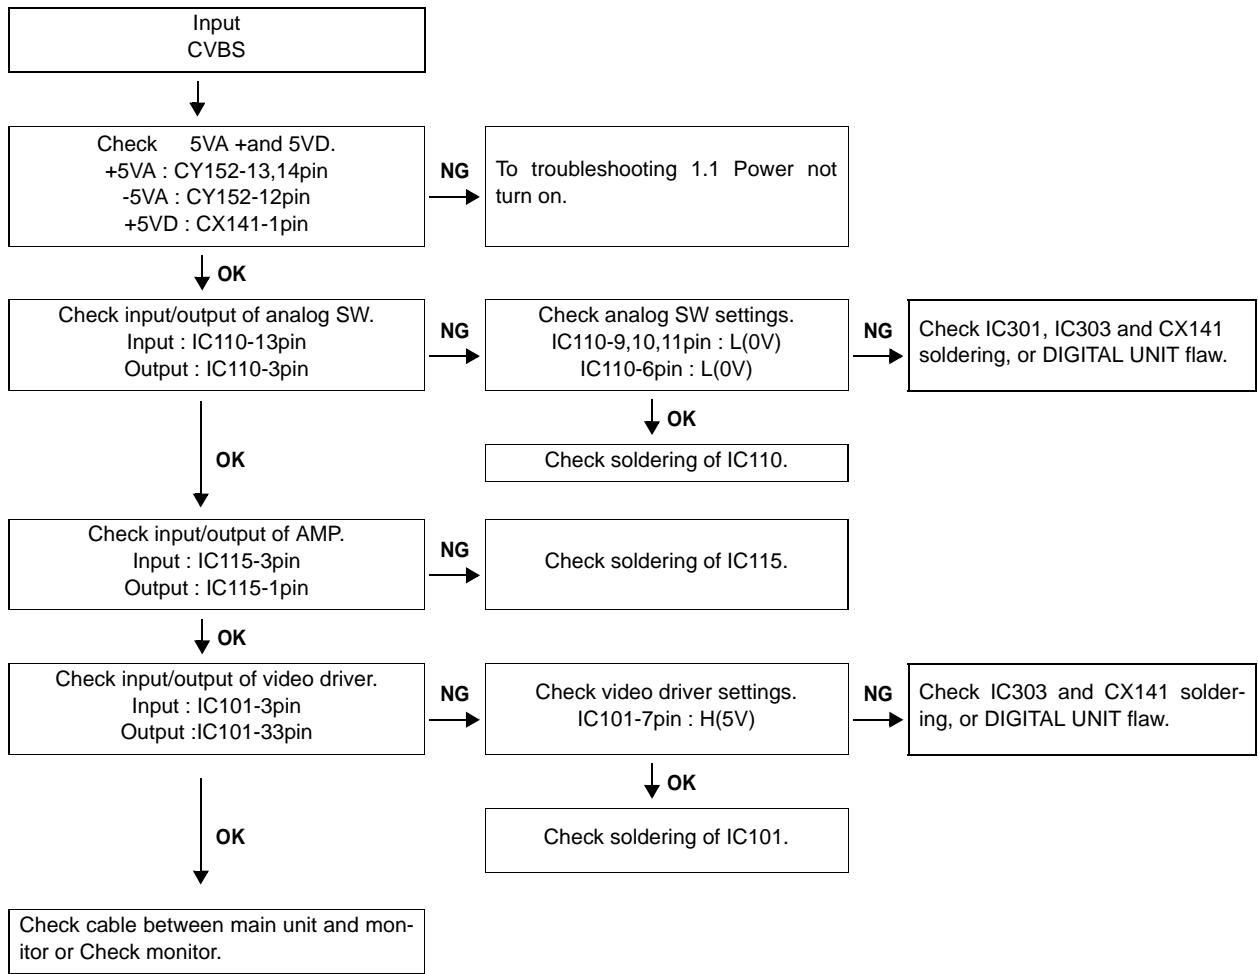 Input
CVBS
Check 5VA +and 5VD.
+5VA : CY152-13,14pin
-5VA : CY152-12pin
+5VD : CX141-1pin
NG
To troubleshooting 1.1 Power not
turn on.
OK
Check input/output of analog SW.
Input : IC110-13pin
Output : IC110-3pin
NG
Check analog SW settings.
IC110-9,10,11pin : L(0V)
IC110-6pin : L(0V)
NG
Check IC301, IC303 and CX141
soldering, or DIGITAL UNIT flaw.
OK
Check soldering of IC110.
OK
Check input/output of AMP.
Input : IC115-3pin
Output : IC115-1pin
NG
Check soldering of IC115.
OK
Check input/output of video driver.
Input : IC101-3pin
Output :IC101-33pin
NG
Check video driver settings.
IC101-7pin : H(5V)
NG
Check IC303 and CX141 solder-
ing, or DIGITAL UNIT flaw.
OK
Check soldering of IC101.
OK
Check cable between main unit and mon-
itor or Check monitor.